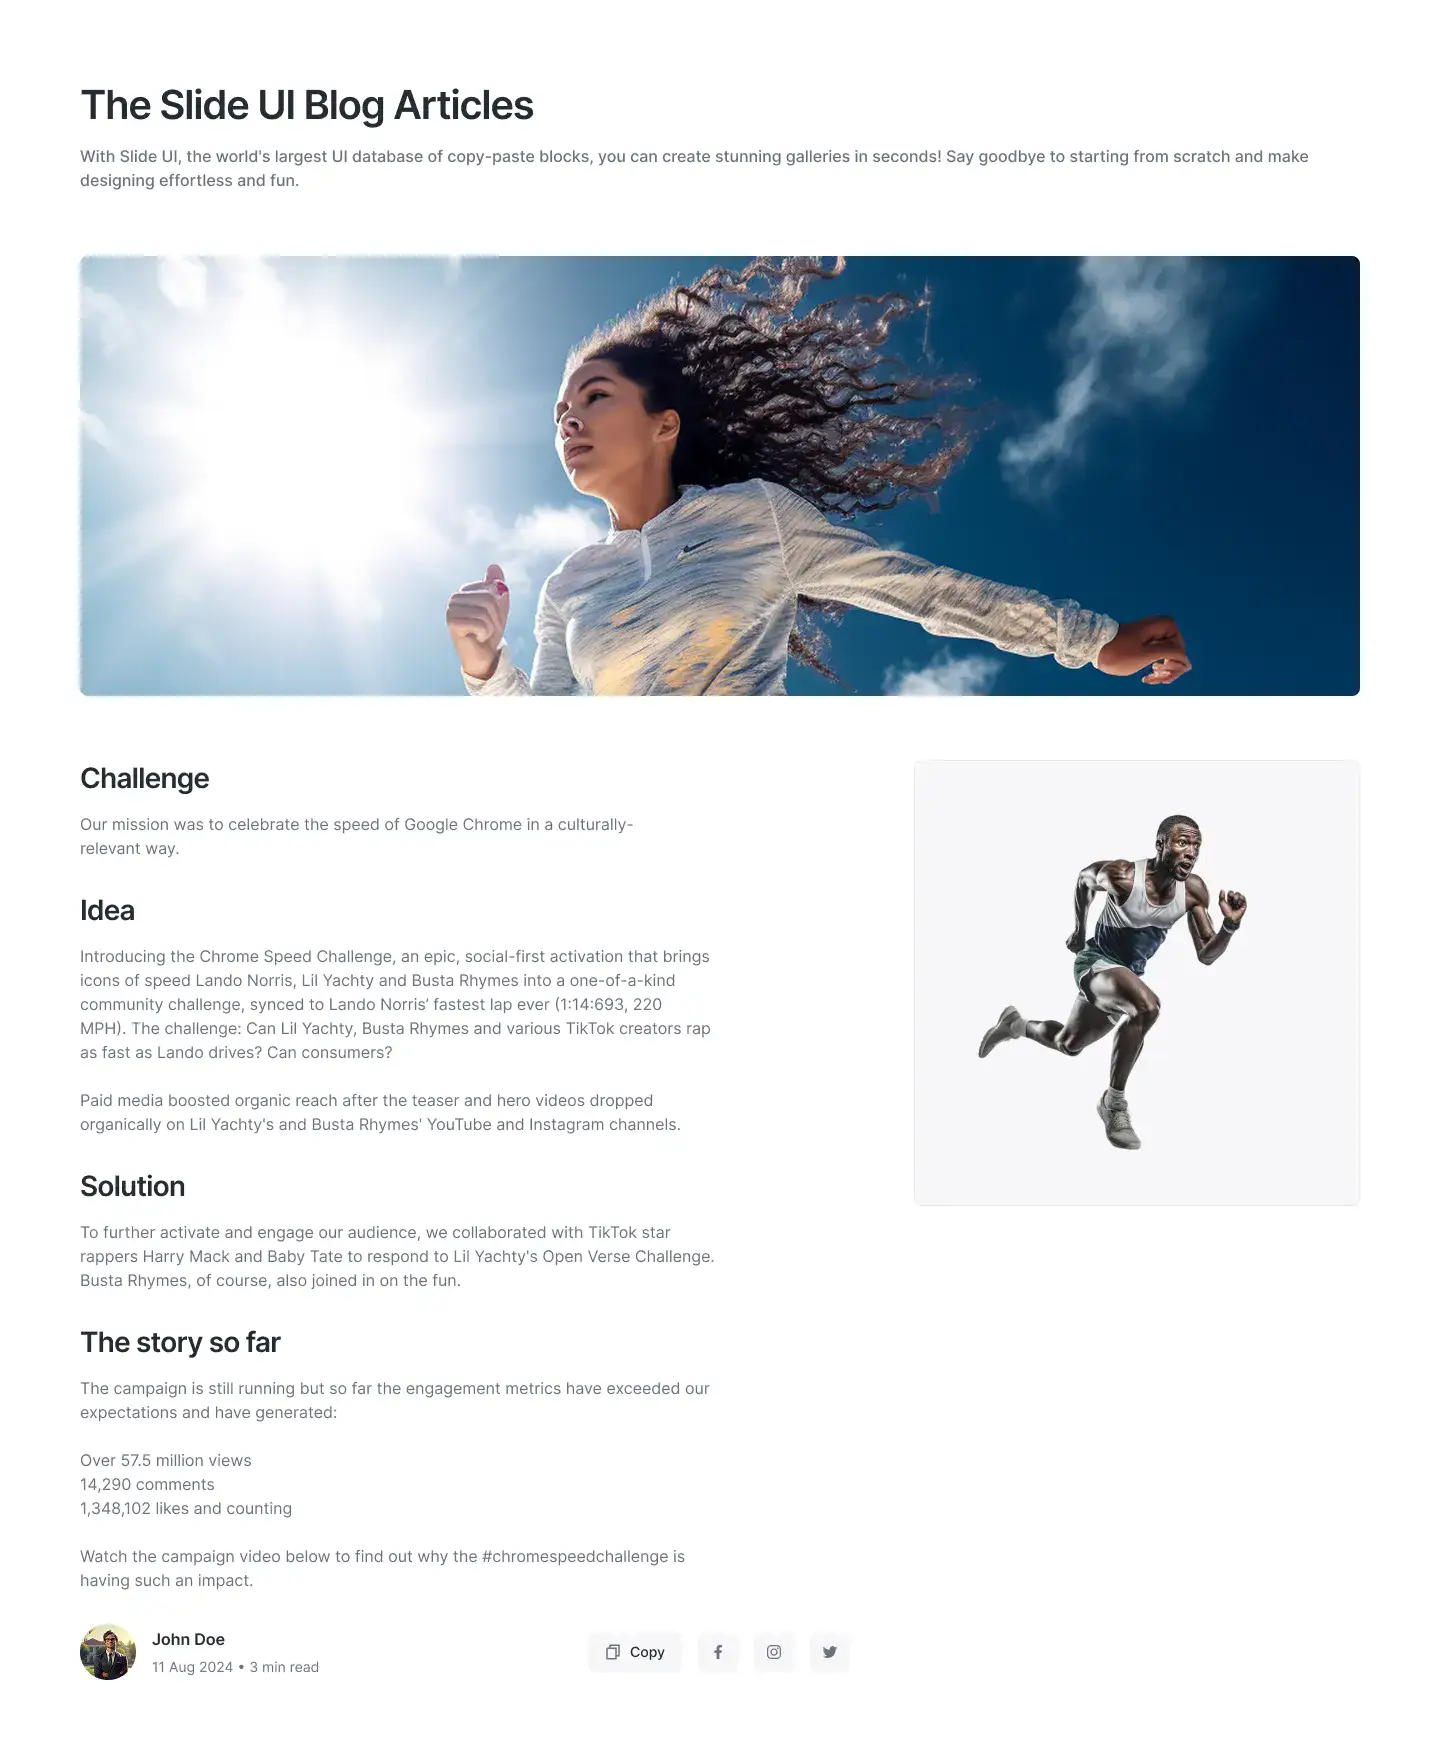 The Slide UI Blog Articles
With Slide UI, the world's largest UI database of copy-paste blocks, you can create stunning galleries in seconds! Say goodbye to starting from scratch and make
designing effortless and fun.
Challenge
Our mission was to celebrate the speed of Google Chrome in a culturally-
relevant way.
Idea
Introducing the Chrome Speed Challenge, an epic, social-first activation that brings
icons of speed Lando Norris, Lil Yachty and Busta Rhymes into a one-of-a-kind
community challenge, synced to Lando Norris’ fastest lap ever (1:14:693, 220
MPH). The challenge: Can Lil Yachty, Busta Rhymes and various TikTok creators rap
as fast as Lando drives? Can consumers?
Paid media boosted organic reach after the teaser and hero videos dropped
organically on Lil Yachty's and Busta Rhymes' YouTube and Instagram channels.
Solution
To further activate and engage our audience, we collaborated with TikTok star
rappers Harry Mack and Baby Tate to respond to Lil Yachty's Open Verse Challenge.
Busta Rhymes, of course, also joined in on the fun.
The story so far
The campaign is still running but so far the engagement metrics have exceeded our
expectations and have generated:
Over 57.5 million views
14,290 comments
1,348,102 likes and counting
Watch the campaign video below to find out why the #chromespeedchallenge is
having such an impact.
John Doe
11 Aug 2024 • 3 min read
Copy